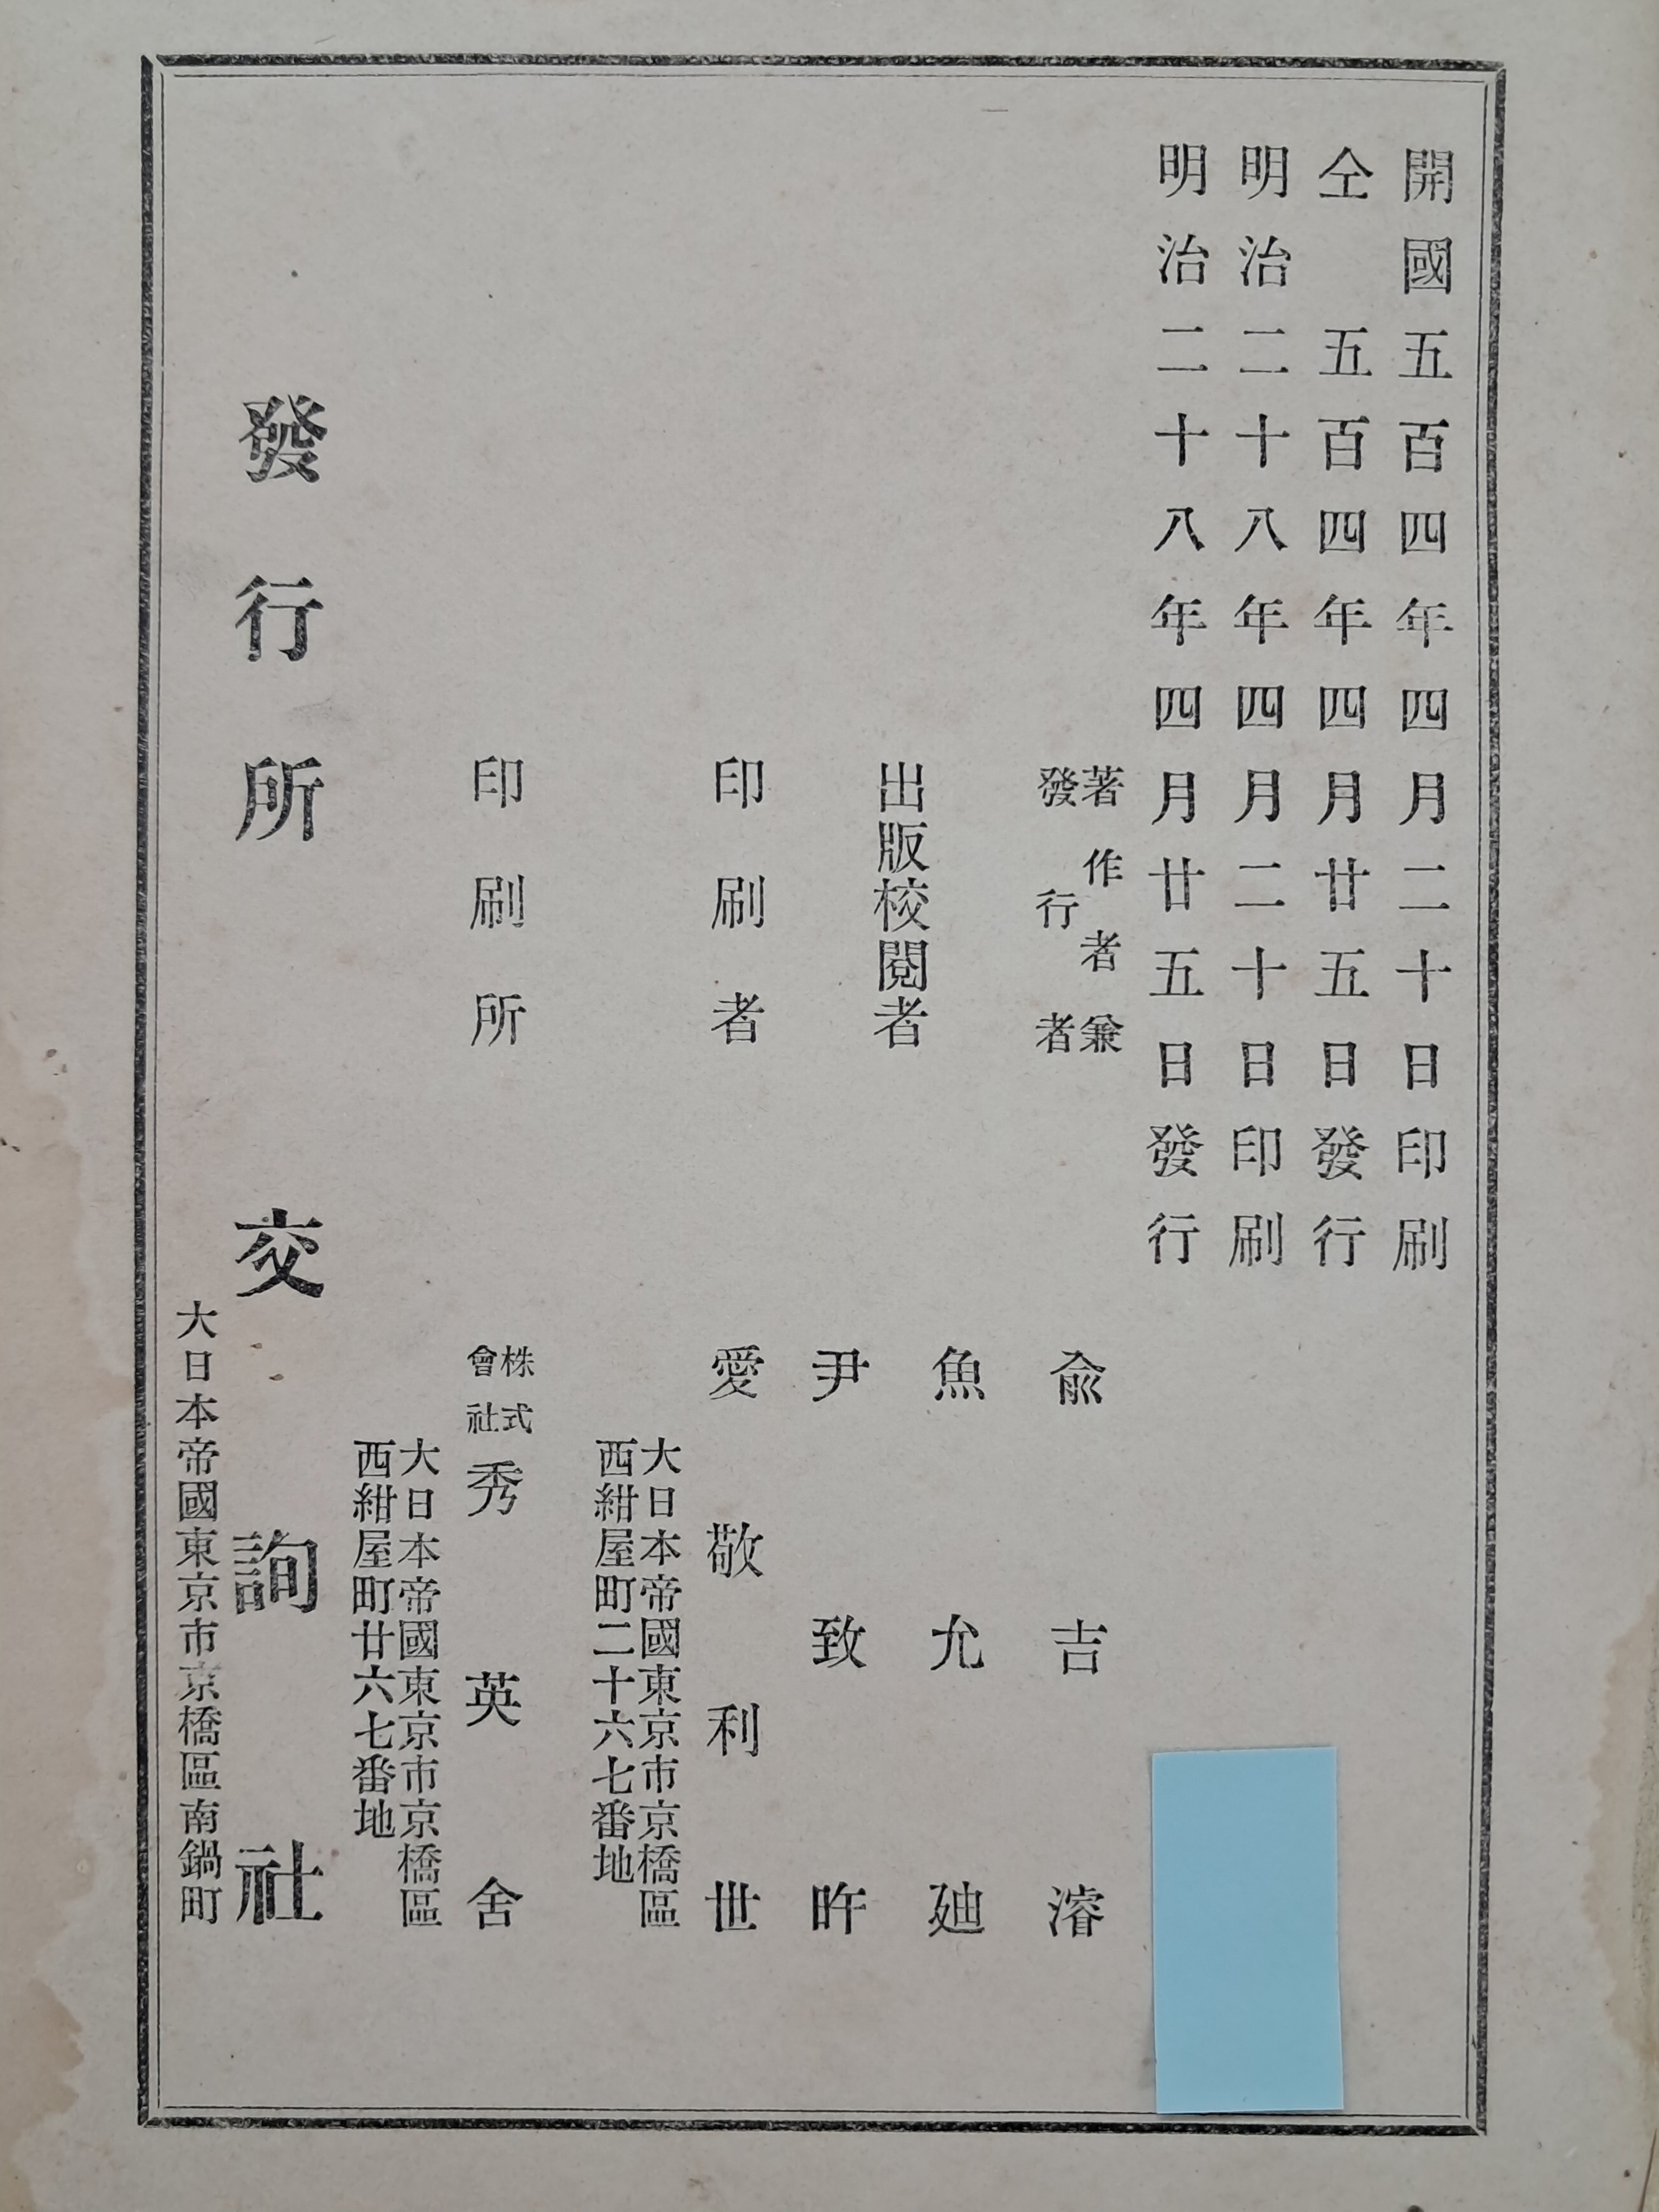 開國五百四年四月二十日印刷
仝　五百四年四月廿五日發行
明治二十八年四月二十日印刷
明治二十八年四月廿五日發行
著作者兼
發行者
兪吉濬
出版校閱者
魚允迪
尹致旿
印刷者
愛敬利世
大日本帝國東京市京橋區
西紺屋町二十六七番地
印刷所
株式
會社
秀英舍
大日本帝國東京市京橋區
西紺屋町廿六七番地
發行所
交詢社
大日本帝國東京市京橋區南鍋町